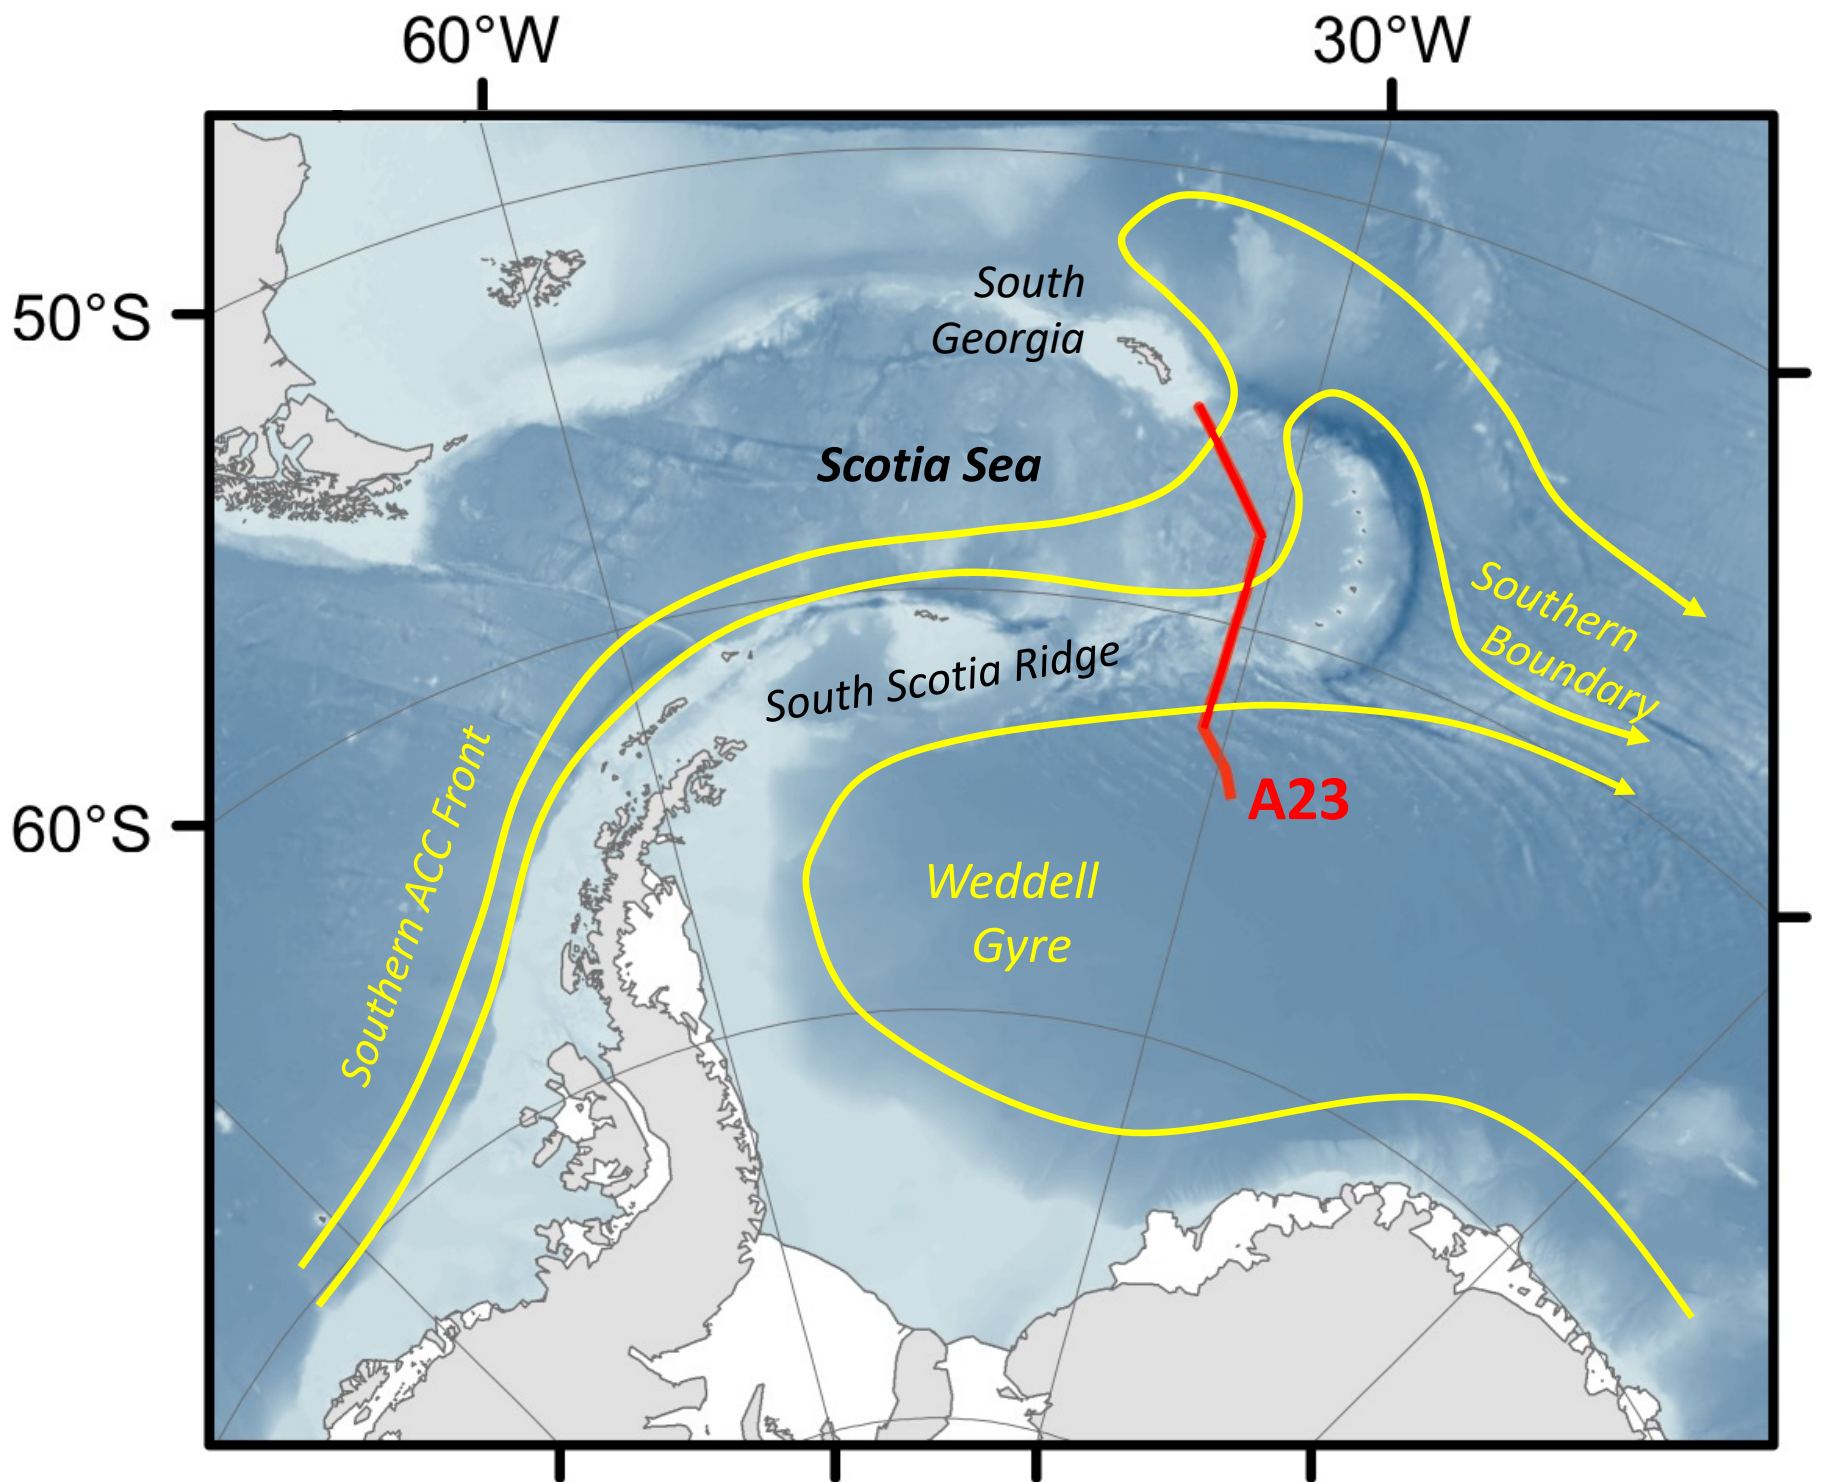 60°W
30°W
50°S
60°S
South
Georgia
Scotia Sea
South Scotia Ridge
Southern
Boundary
Southern ACC Front
A23
Weddell
Gyre